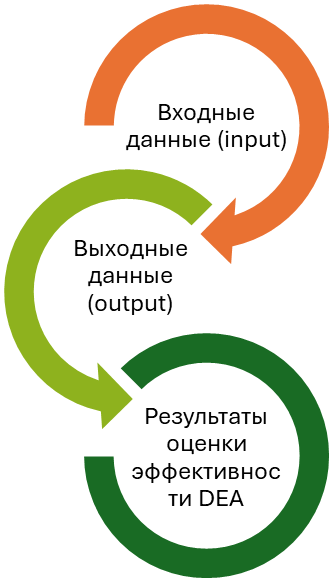 Входные
данные (input)
Выходные
данные
(output)
Результаты
оценки
эффективнос
ти DEA